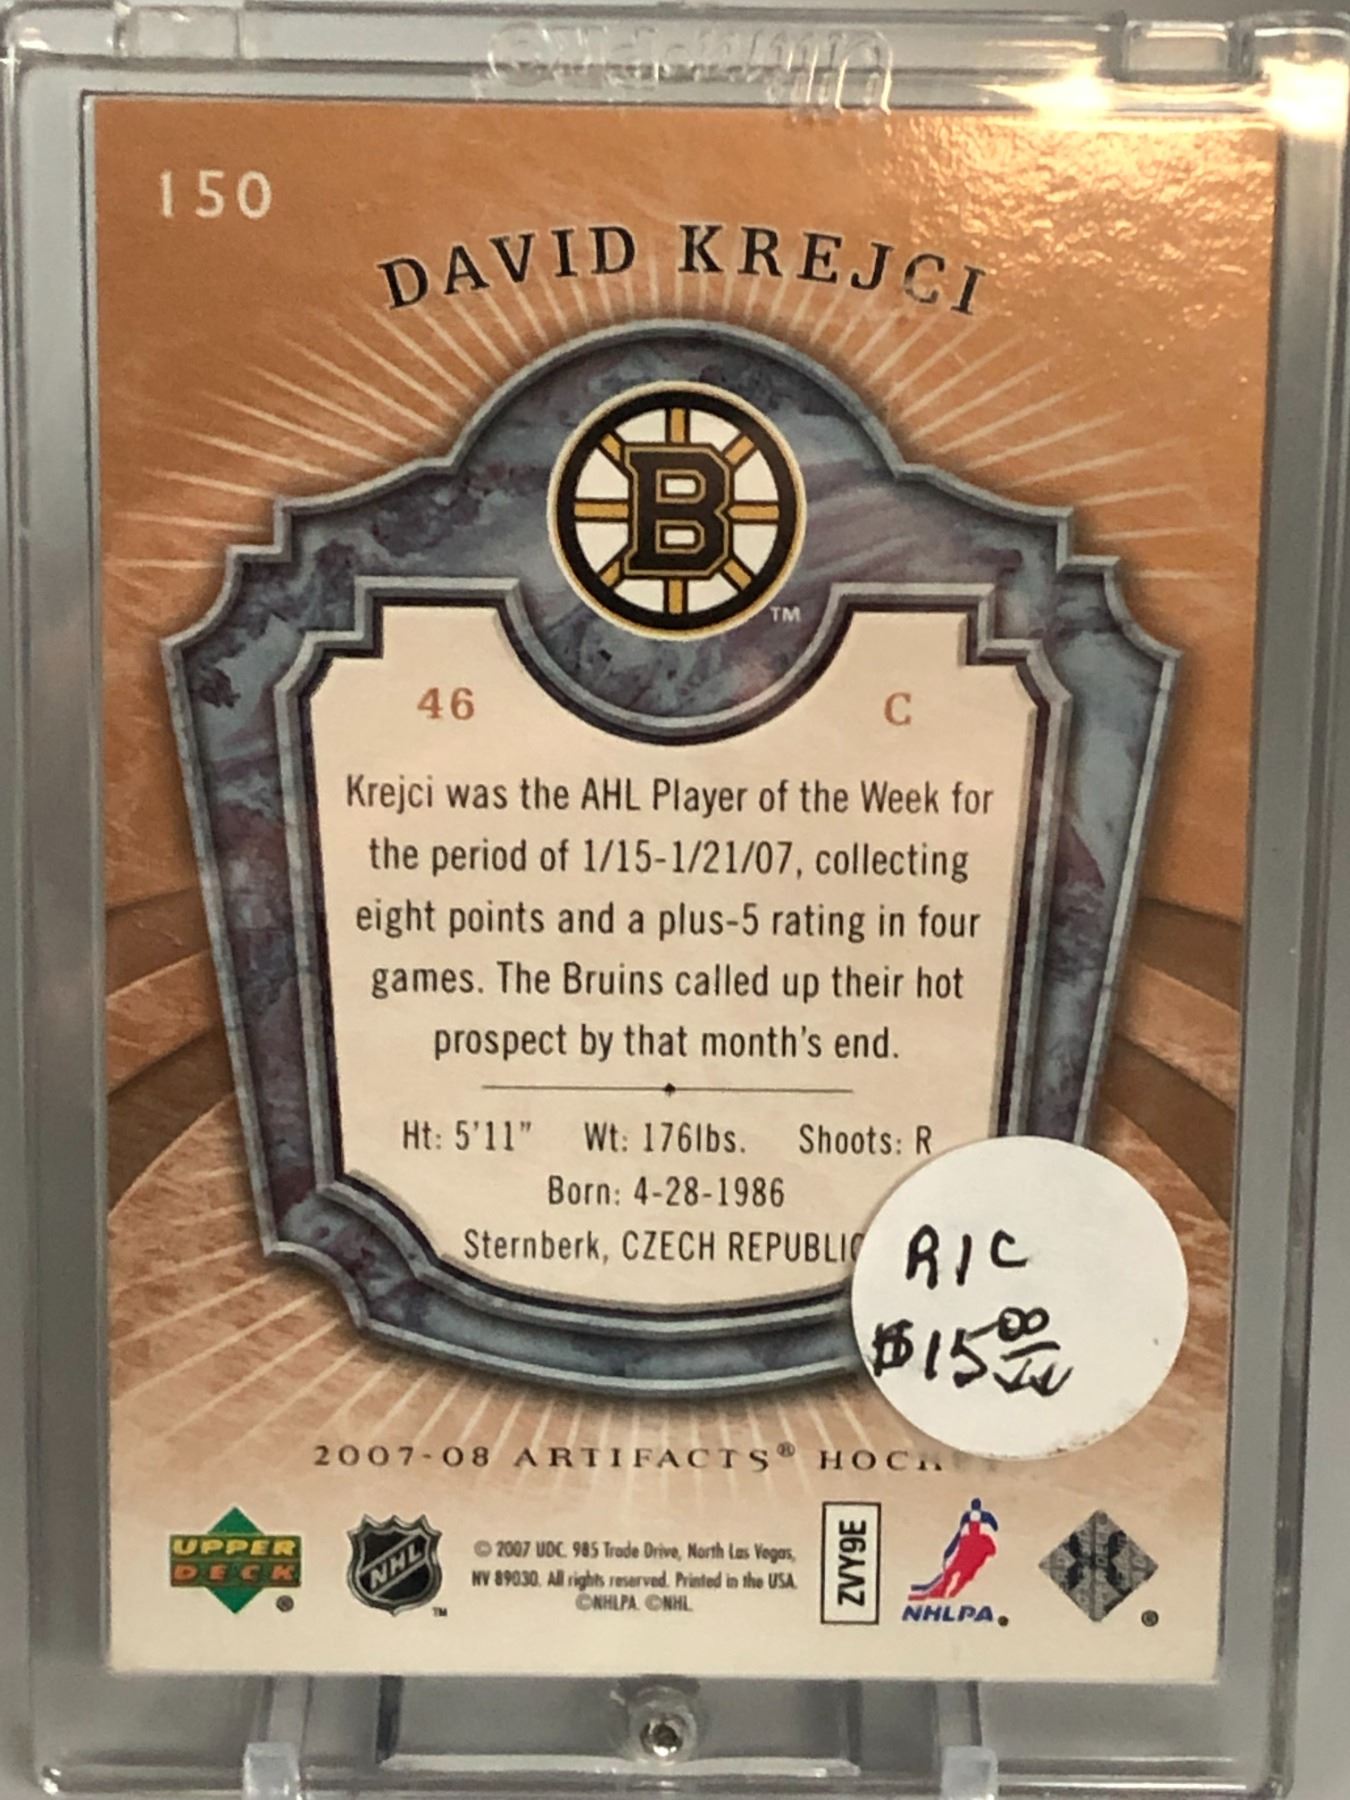 ULTRA·PRO
150
DAVID KREJCI
B
TM
46 C
Krejci was the AHL Player of the Week for
the period of 1/15-1/21/07, collecting
eight points and a plus-5 rating in four
games. The Bruins called up their hot
prospect by that month's end.
Ht: 5'11" Wt: 176lbs. Shoots: R
Born: 4-28-1986
Sternberk, CZECH REPUBLIC
R/C
$15.00
2007-08 ARTIFACTS® HOC
UPPER
DECK
®
NHL
TM
© 2007 UDC. 985 Trade Drive, North Las Vegas,
NV 89030. All rights reserved. Printed in the USA.
©NHLPA. ©NHL.
ZVY9E
NHLPA®
®